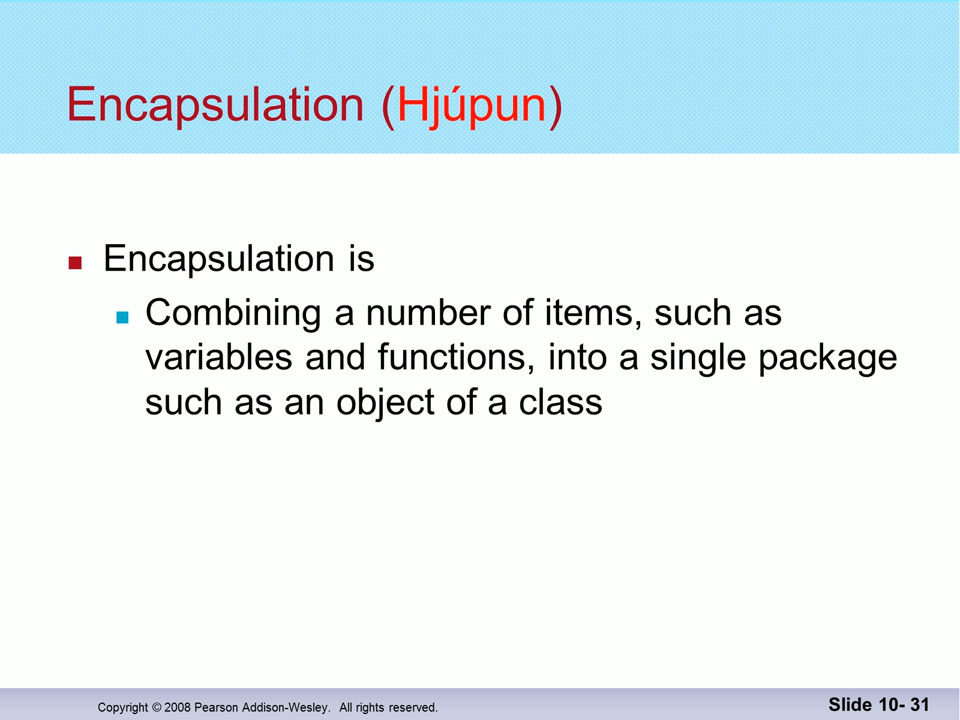 Encapsulation (Hjúpun)
Encapsulation is
Combining a number of items, such as
variables and functions, into a single package
such as an object of a class
Copyright © 2008 Pearson Addison-Wesley. All rights reserved.
Slide 10- 31